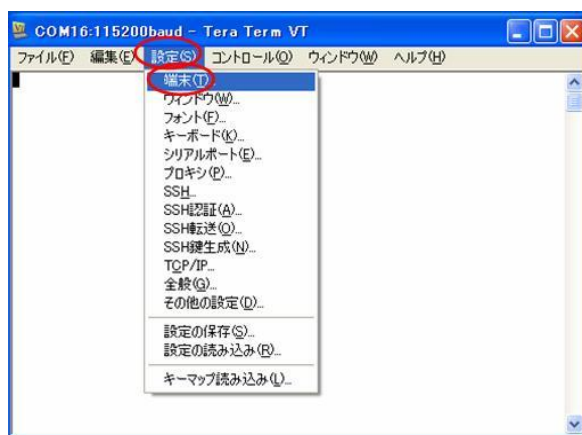 COM16:115200baud - Tera Term VT
ファイル(F) 編集(E) 設定(S) コントロール(O) ウィンドウ(W) ヘルプ(H)
端末(T)...
ウィンドウ(W)...
フォント(F)...
キーボード(K)...
シリアルポート(E)...
プロキシ(P)...
SSH...
SSH認証(A)...
SSH転送(O)...
SSH鍵生成(N)...
TCP/IP...
全般(G)...
その他の設定(D)...
設定の保存(S)...
設定の読み込み(R)...
キーマップ読み込み(L)...